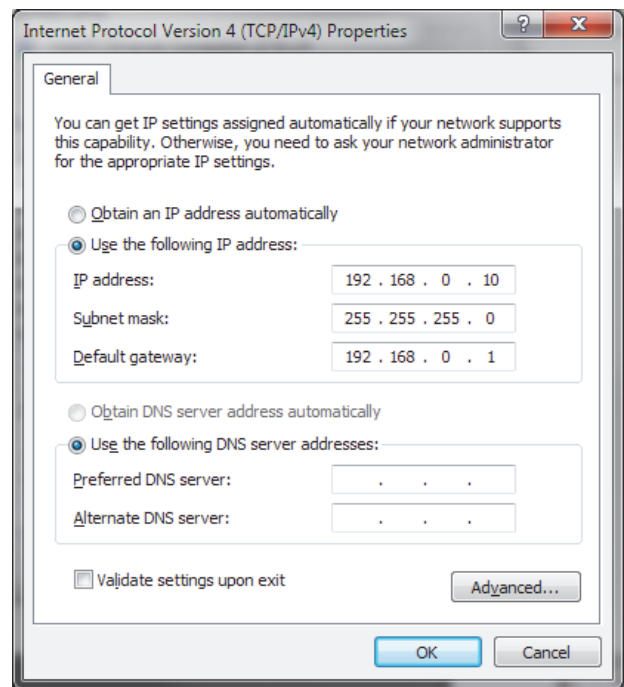 Internet Protocol Version 4 (TCP/IPv4) Properties
General
You can get IP settings assigned automatically if your network supports
this capability. Otherwise, you need to ask your network administrator
for the appropriate IP settings.
Obtain an IP address automatically
Use the following IP address:
IP address: 192 . 168 . 0 . 10
Subnet mask: 255 . 255 . 255 . 0
Default gateway: 192 . 168 . 0 . 1
Obtain DNS server address automatically
Use the following DNS server addresses:
Preferred DNS server: . . .
Alternate DNS server: . . .
Validate settings upon exit
Advanced...
OK Cancel